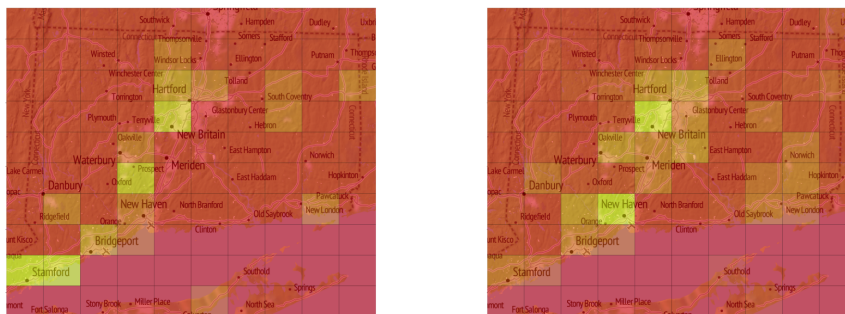 Springfield
Southwick
Hampden
Dudley
Connecticut
Thompsonville
Somers
Stafford
Winsted
Windsor Locks
Ellington
Putnam
Winchester Center
Tolland
Hartford
Torrington
South Coventry
Glastonbury Center
Plymouth
Terryville
Hebron
New Britain
Oakville
Waterbury
Meriden
East Hampton
Norwich
Lake Carmel
Prospect
Hopkinton
Danbury
Oxford
East Haddam
Pawcatuck
New Haven
North Branford
New London
Ridgefield
Orange
Old Saybrook
Clinton
Bridgeport
Stamford
Southold
Springs
Fort Salonga
Stony Brook
Miller Place
North Sea
Southwick
Hampden
Dudley
Connecticut
Thompsonville
Somers
Stafford
Winsted
Windsor Locks
Ellington
Putnam
Winchester Center
Tolland
Hartford
Torrington
South Coventry
Glastonbury Center
Plymouth
Terryville
Hebron
New Britain
Oakville
Waterbury
Meriden
East Hampton
Norwich
Lake Carmel
Prospect
Hopkinton
Danbury
Oxford
East Haddam
Pawcatuck
New Haven
North Branford
New London
Ridgefield
Orange
Old Saybrook
Clinton
Bridgeport
Stamford
Southold
Springs
Fort Salonga
Stony Brook
Miller Place
North Sea